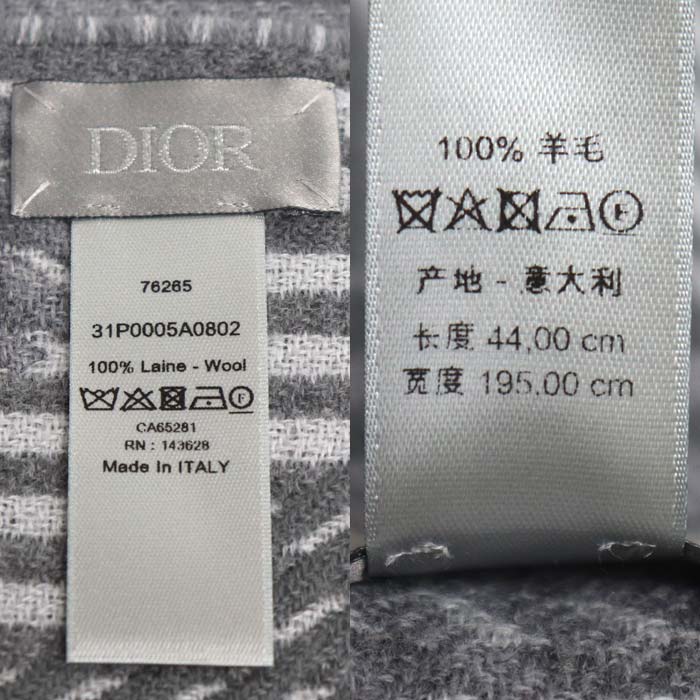 DIOR
76265
31P0005A0802
100% Laine - Wool
F
CA65281
RN : 143628
Made In ITALY
100% 羊毛
F
产地 - 意大利
长度 44,00 cm
宽度 195.00 cm